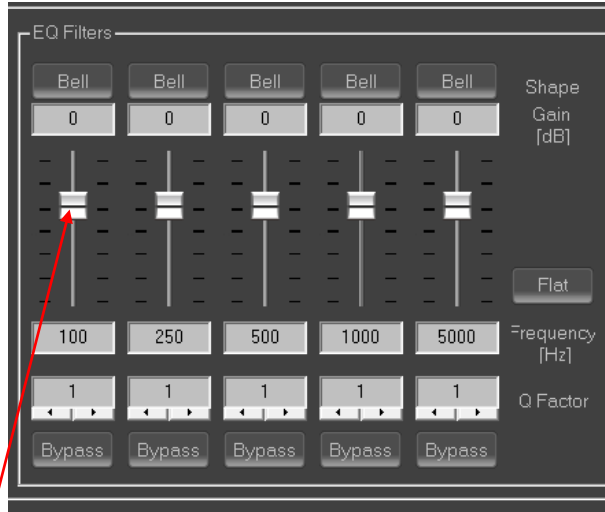 EQ Filters
Bell Bell Bell Bell Bell Shape
0 0 0 0 0 Gain
[dB]
Flat
100 250 500 1000 5000 Frequency
[Hz]
1 1 1 1 1 Q Factor
Bypass Bypass Bypass Bypass Bypass